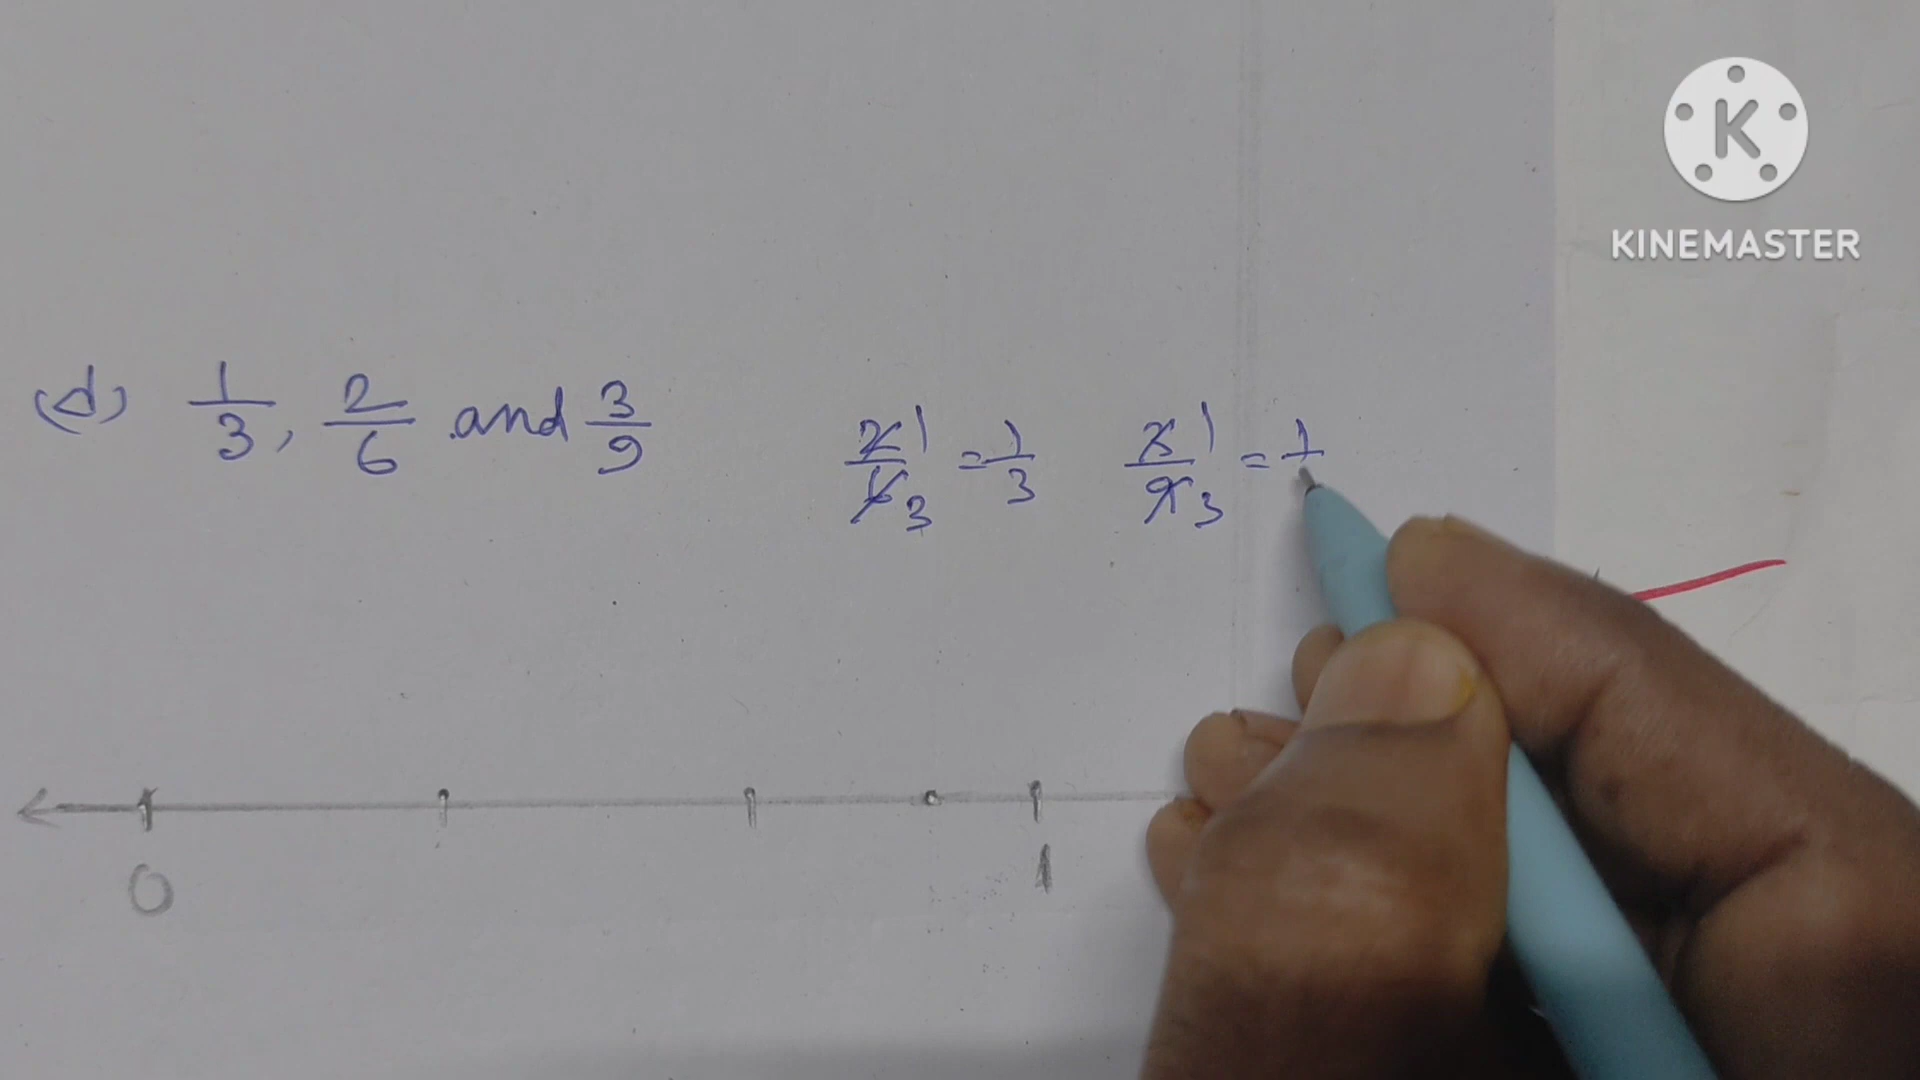 K
KINEMASTER
(d) 1/3, 2/6 and 3/9
2/6 1/3 = 1/3 3/9 1/3 = 1/
0 1